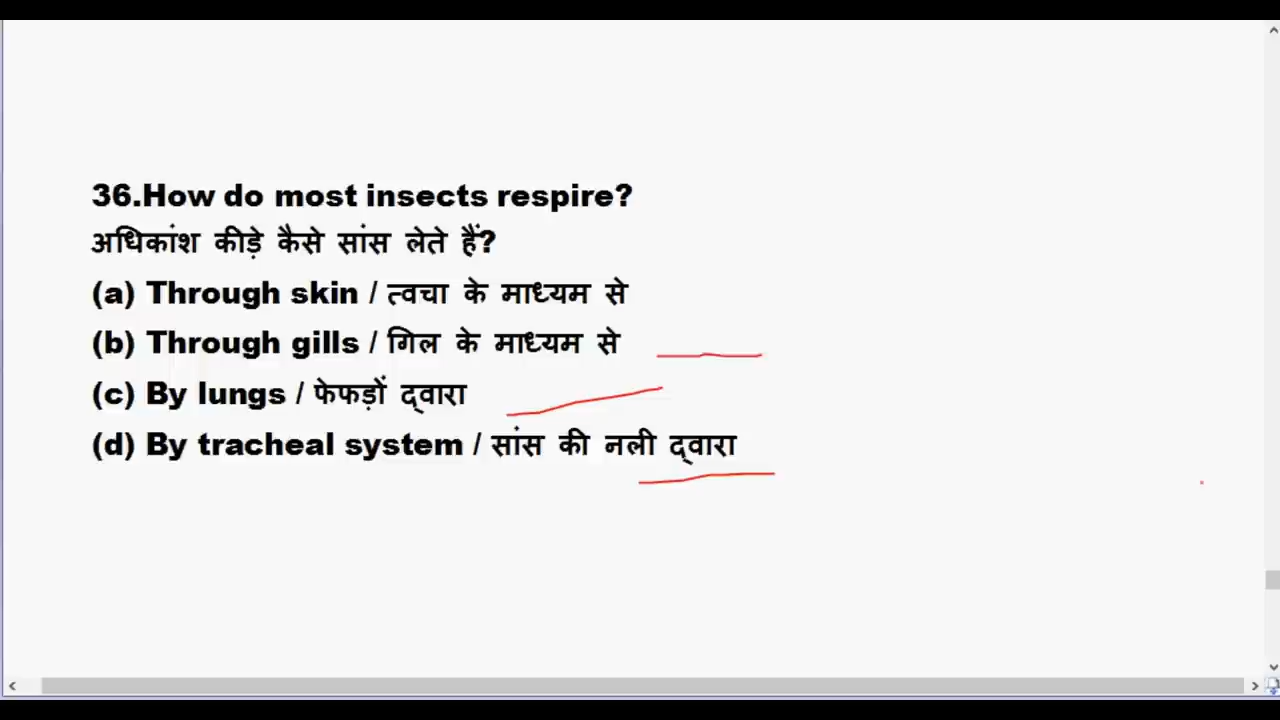 36.How do most insects respire?
अधिकांश कीड़े कैसे सांस लेते हैं?
(a) Through skin / त्वचा के माध्यम से
(b) Through gills / गिल के माध्यम से
(c) By lungs / फेफड़ों द्वारा
(d) By tracheal system / सांस की नली द्वारा